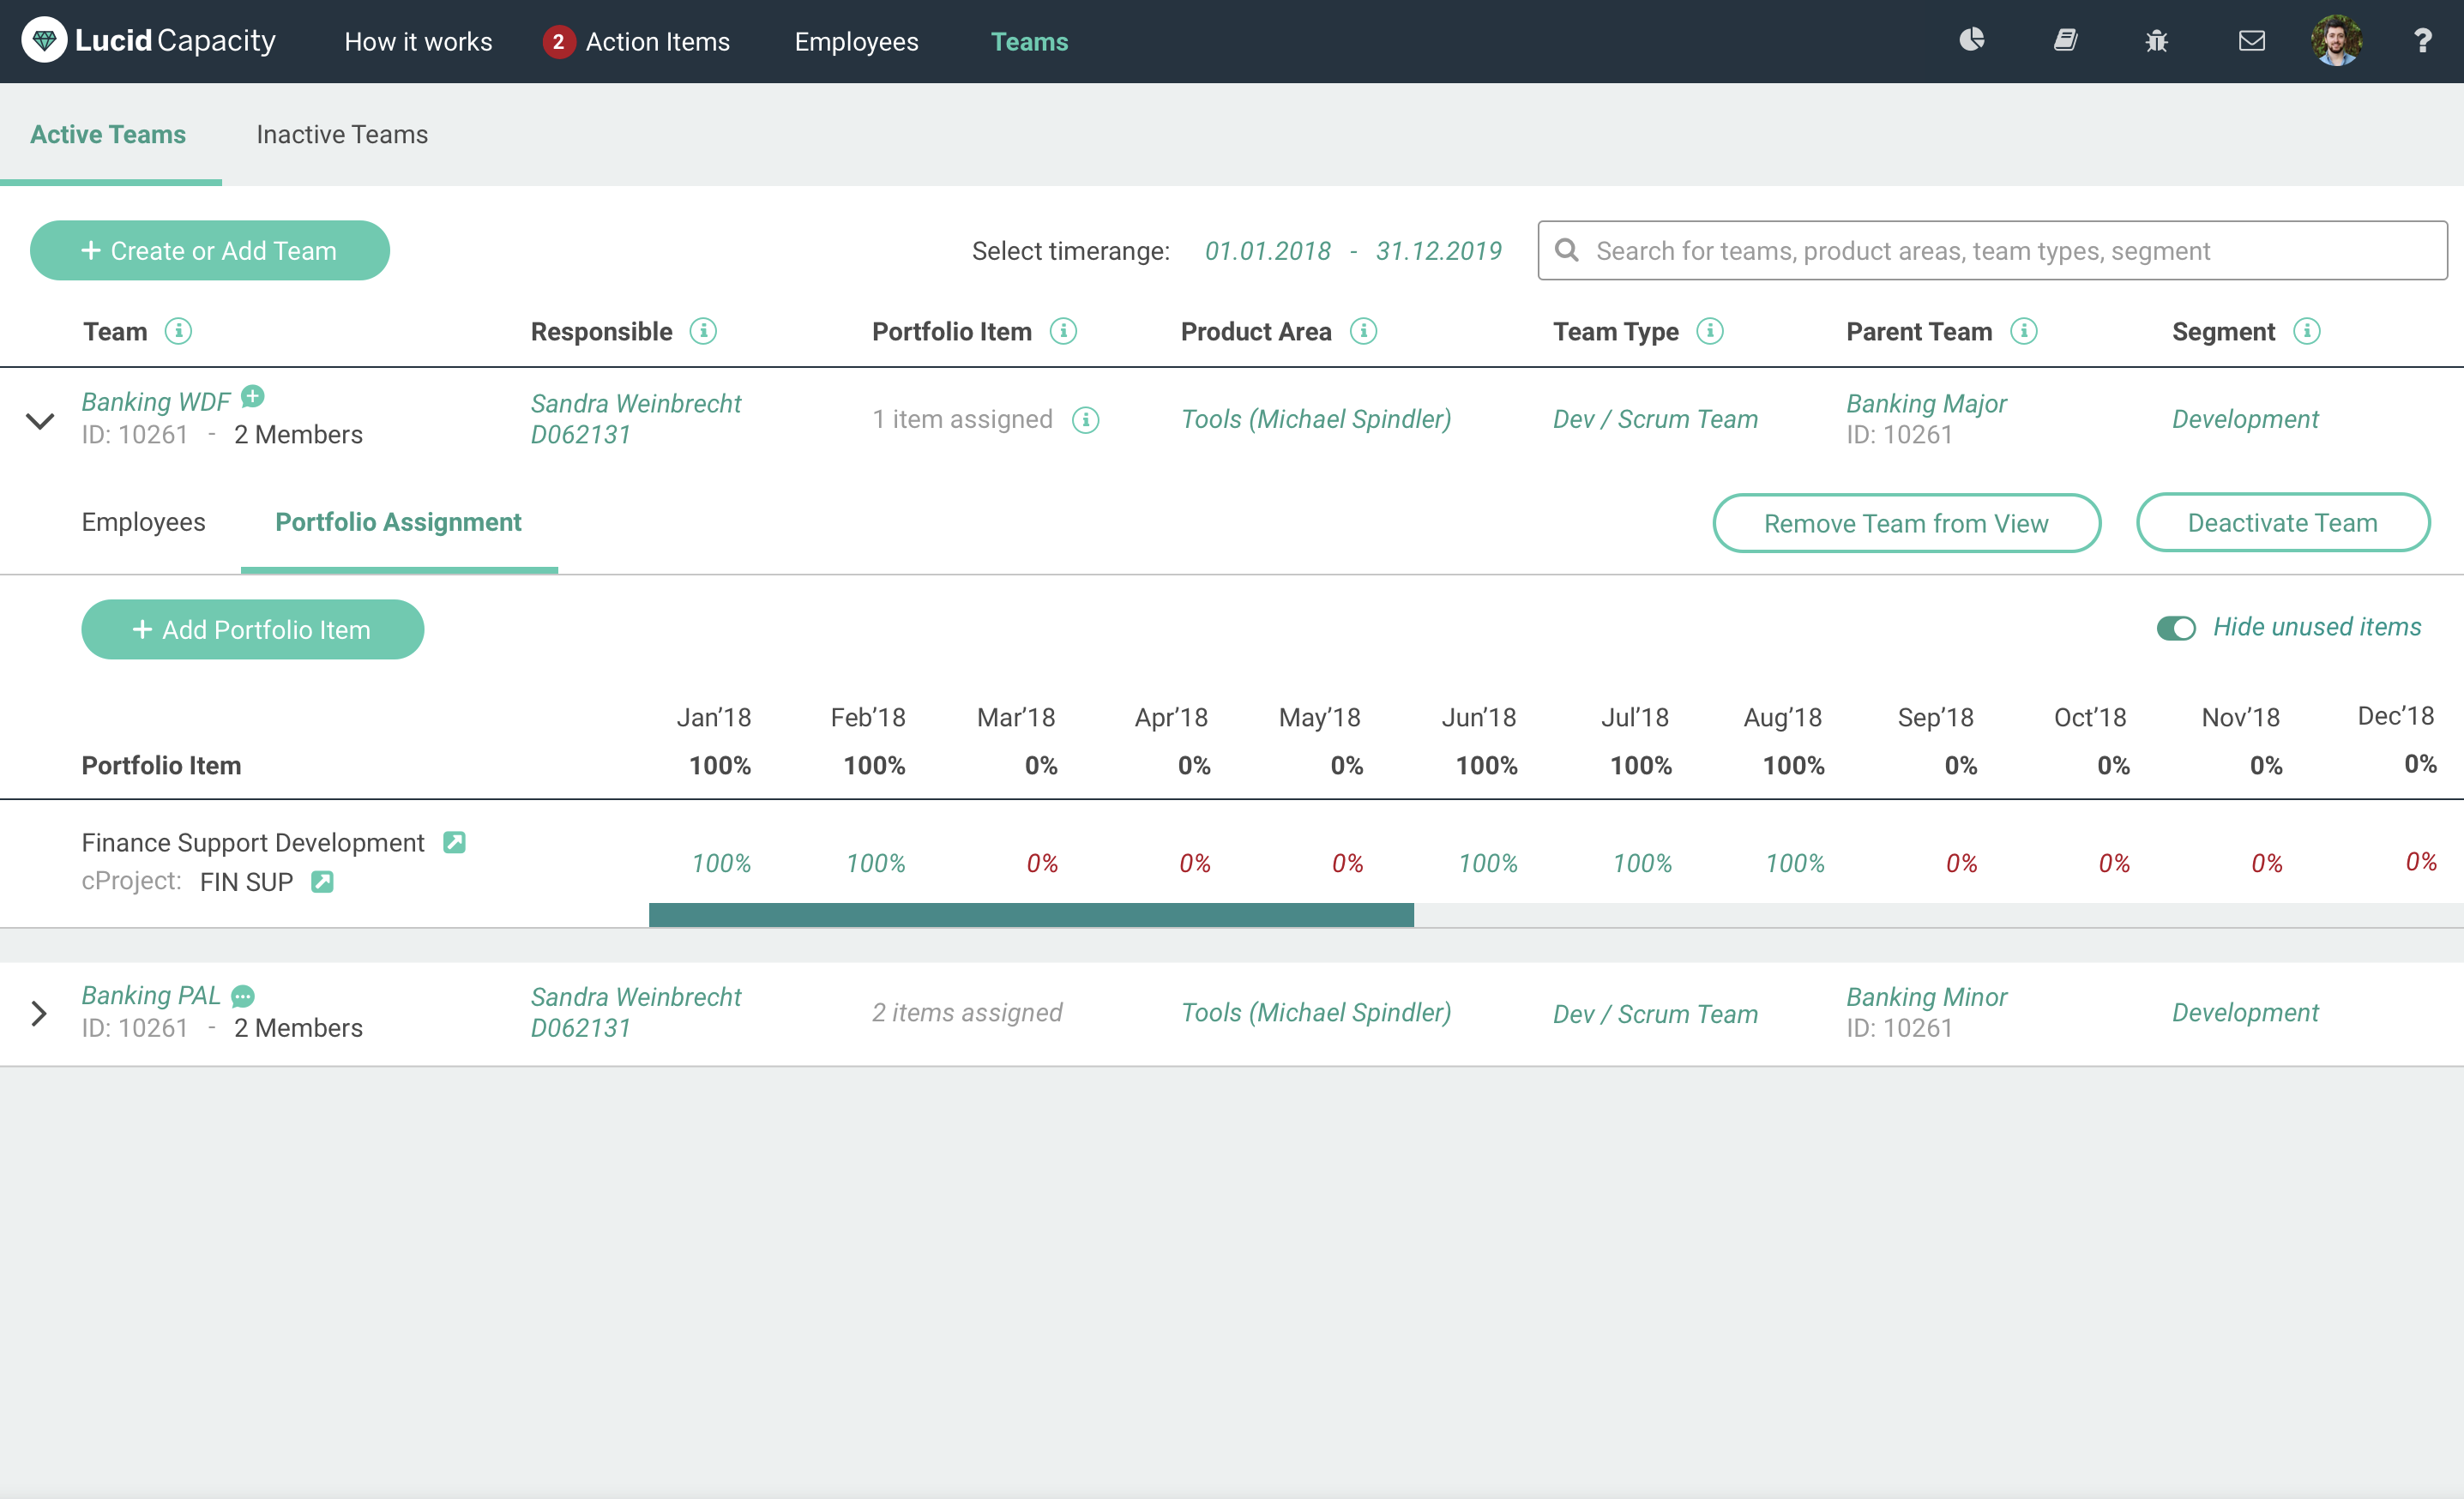 Lucid Capacity How it works 2 Action Items Employees Teams ?
Active Teams Inactive Teams
+ Create or Add Team Select timerange: 01.01.2018 - 31.12.2019 Search for teams, product areas, team types, segment
Team i Responsible i Portfolio Item i Product Area i Team Type i Parent Team i Segment i
Banking WDF Sandra Weinbrecht 1 item assigned i Tools (Michael Spindler) Dev / Scrum Team Banking Major Development
ID: 10261 - 2 Members D062131 ID: 10261
Employees Portfolio Assignment Remove Team from View Deactivate Team
+ Add Portfolio Item Hide unused items
Jan’18 Feb’18 Mar’18 Apr’18 May’18 Jun’18 Jul’18 Aug’18 Sep’18 Oct’18 Nov’18 Dec’18
Portfolio Item 100% 100% 0% 0% 0% 100% 100% 100% 0% 0% 0% 0%
Finance Support Development
100% 100% 0% 0% 0% 100% 100% 100% 0% 0% 0% 0%
cProject: FIN SUP
Banking PAL Sandra Weinbrecht 2 items assigned Tools (Michael Spindler) Dev / Scrum Team Banking Minor Development
ID: 10261 - 2 Members D062131 ID: 10261